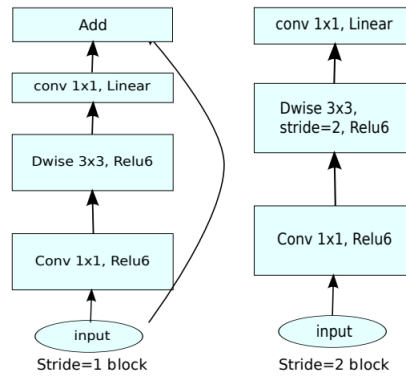 Add
conv 1x1, Linear
Dwise 3x3, Relu6
Conv 1x1, Relu6
input
Stride=1 block
conv 1x1, Linear
Dwise 3x3,
stride=2, Relu6
Conv 1x1, Relu6
input
Stride=2 block